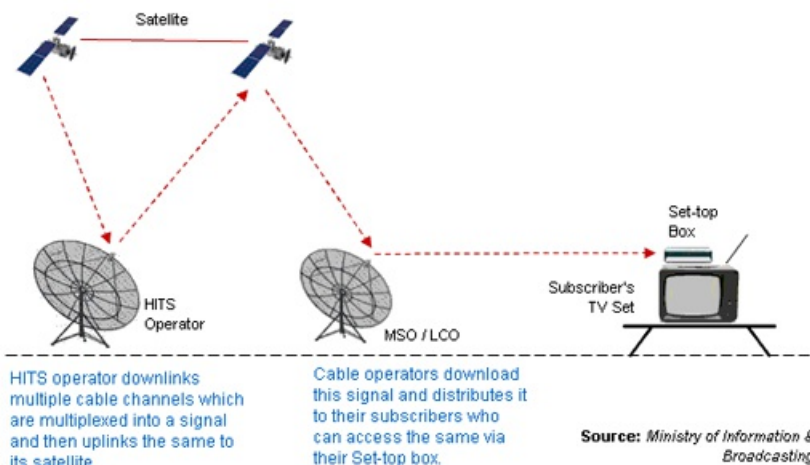 Satellite
Set-top
Box
HITS
Operator
MSO / LCO
Subscriber's
TV Set
HITS operator downlinks
multiple cable channels which
are multiplexed into a signal
and then uplinks the same to
its satellite
Cable operators download
this signal and distributes it
to their subscribers who
can access the same via
their Set-top box.
Source: Ministry of Information &
Broadcasting